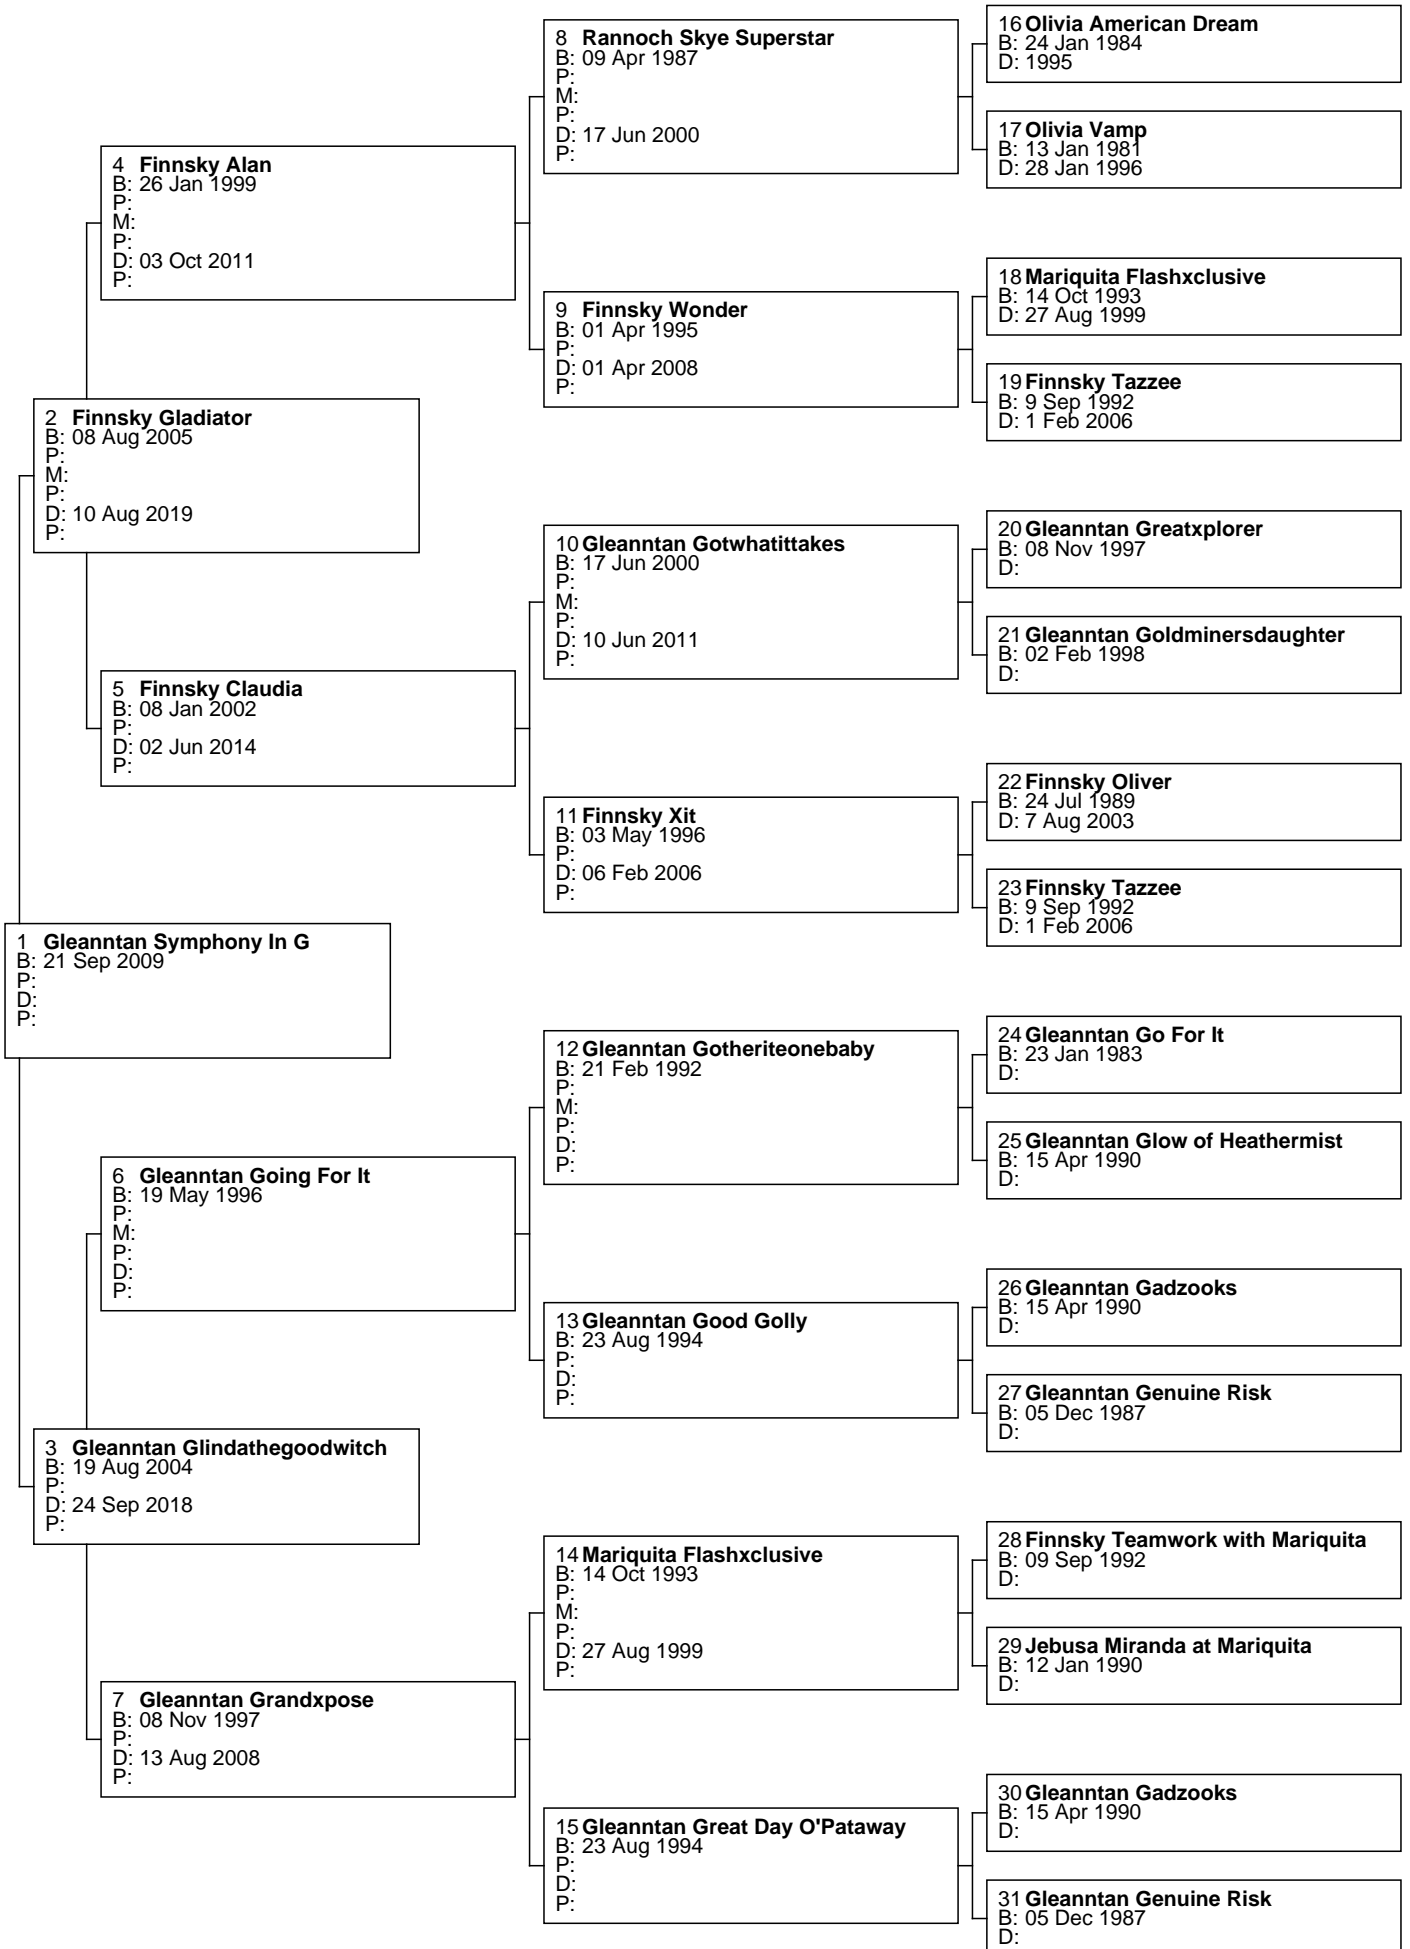 16 Olivia American Dream
B: 24 Jan 1984
D: 1995
8 Rannoch Skye Superstar
B: 09 Apr 1987
P:
M:
P:
D: 17 Jun 2000
P:
17 Olivia Vamp
B: 13 Jan 1981
D: 28 Jan 1996
4 Finnsky Alan
B: 26 Jan 1999
P:
M:
P:
D: 03 Oct 2011
P:
18 Mariquita Flashxclusive
B: 14 Oct 1993
D: 27 Aug 1999
9 Finnsky Wonder
B: 01 Apr 1995
P:
D: 01 Apr 2008
P:
19 Finnsky Tazzee
B: 9 Sep 1992
D: 1 Feb 2006
2 Finnsky Gladiator
B: 08 Aug 2005
P:
M:
P:
D: 10 Aug 2019
P:
20 Gleanntan Greatxplorer
B: 08 Nov 1997
D:
10 Gleanntan Gotwhatittakes
B: 17 Jun 2000
P:
M:
P:
D: 10 Jun 2011
P:
21 Gleanntan Goldminersdaughter
B: 02 Feb 1998
D:
5 Finnsky Claudia
B: 08 Jan 2002
P:
D: 02 Jun 2014
P:
22 Finnsky Oliver
B: 24 Jul 1989
D: 7 Aug 2003
11 Finnsky Xit
B: 03 May 1996
P:
D: 06 Feb 2006
P:
23 Finnsky Tazzee
B: 9 Sep 1992
D: 1 Feb 2006
1 Gleanntan Symphony In G
B: 21 Sep 2009
P:
D:
P:
24 Gleanntan Go For It
B: 23 Jan 1983
D:
12 Gleanntan Gotheriteonebaby
B: 21 Feb 1992
P:
M:
P:
D:
P:
25 Gleanntan Glow of Heathermist
B: 15 Apr 1990
D:
6 Gleanntan Going For It
B: 19 May 1996
P:
M:
P:
D:
P:
26 Gleanntan Gadzooks
B: 15 Apr 1990
D:
13 Gleanntan Good Golly
B: 23 Aug 1994
P:
D:
P:
27 Gleanntan Genuine Risk
B: 05 Dec 1987
D:
3 Gleanntan Glindathegoodwitch
B: 19 Aug 2004
P:
D: 24 Sep 2018
P:
28 Finnsky Teamwork with Mariquita
B: 09 Sep 1992
D:
14 Mariquita Flashxclusive
B: 14 Oct 1993
P:
M:
P:
D: 27 Aug 1999
P:
29 Jebusa Miranda at Mariquita
B: 12 Jan 1990
D:
7 Gleanntan Grandxpose
B: 08 Nov 1997
P:
D: 13 Aug 2008
P:
30 Gleanntan Gadzooks
B: 15 Apr 1990
D:
15 Gleanntan Great Day O'Pataway
B: 23 Aug 1994
P:
D:
P:
31 Gleanntan Genuine Risk
B: 05 Dec 1987
D: